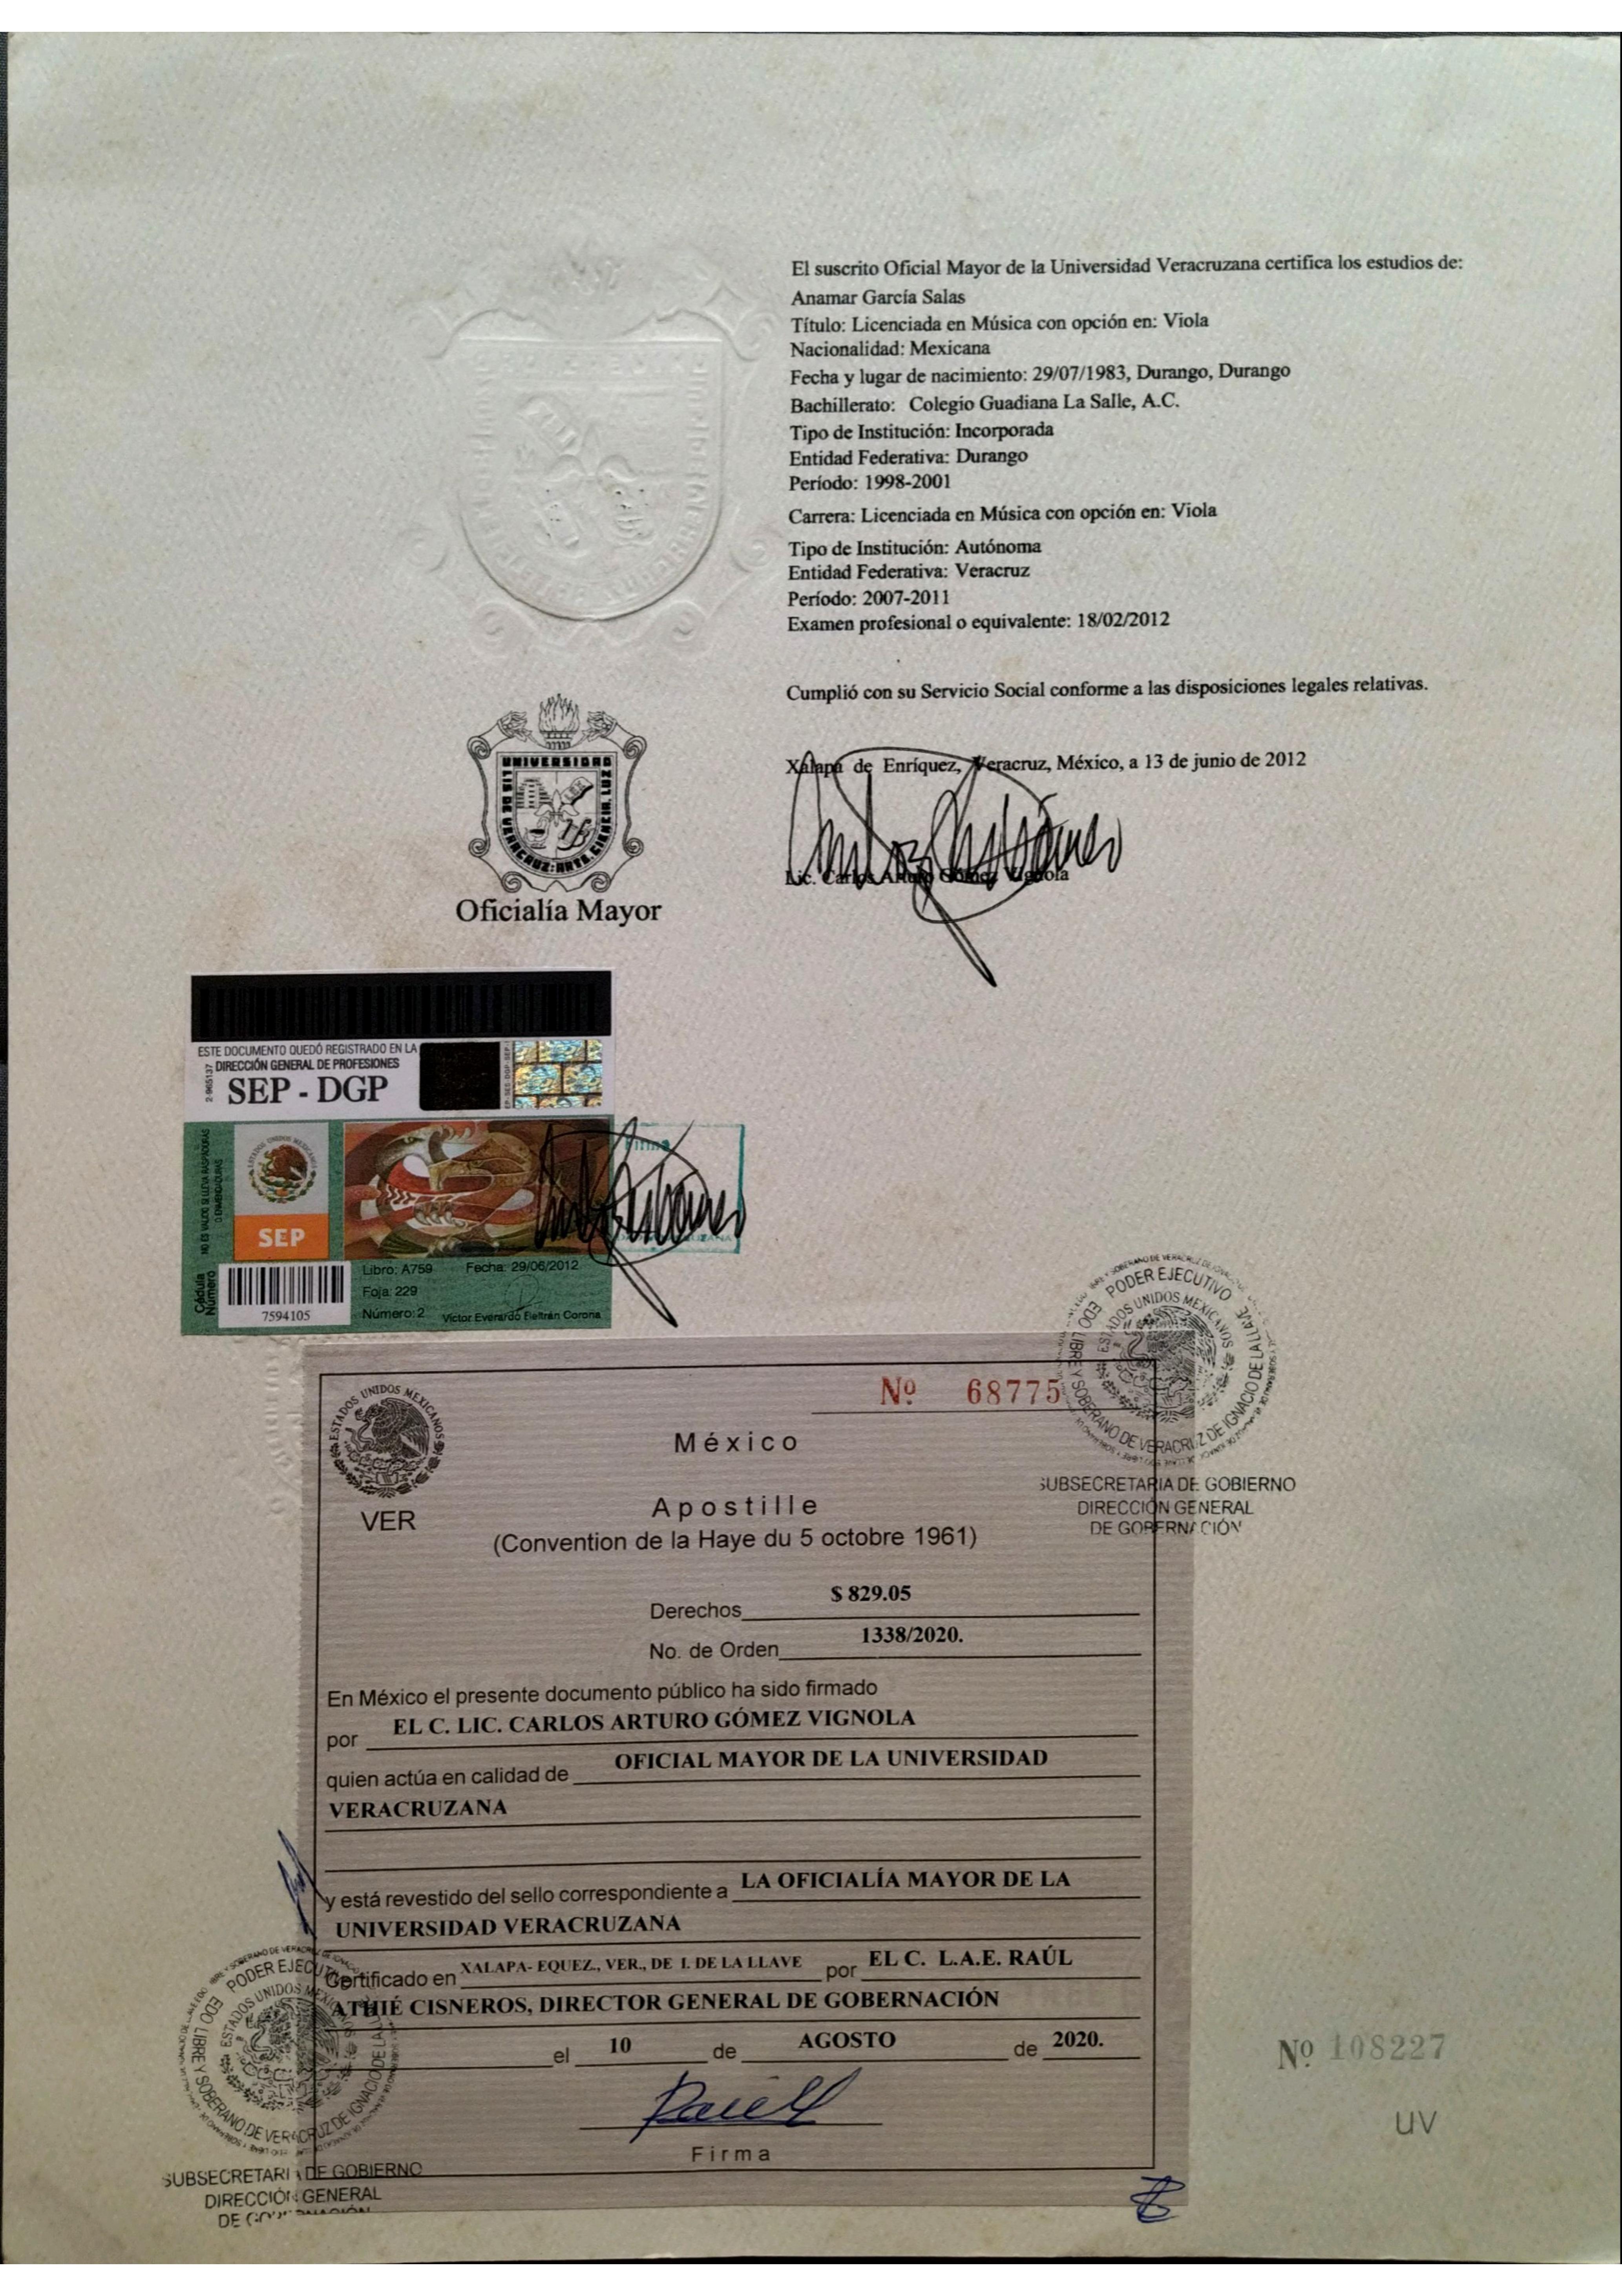 El suscrito Oficial Mayor de la Universidad Veracruzana certifica los estudios de:
Anamar García Salas
Título: Licenciada en Música con opción en: Viola
Nacionalidad: Mexicana
Fecha y lugar de nacimiento: 29/07/1983, Durango, Durango
Bachillerato: Colegio Guadiana La Salle, A.C.
Tipo de Institución: Incorporada
Entidad Federativa: Durango
Período: 1998-2001
Carrera: Licenciada en Música con opción en: Viola
Tipo de Institución: Autónoma
Entidad Federativa: Veracruz
Período: 2007-2011
Examen profesional o equivalente: 18/02/2012
Cumplió con su Servicio Social conforme a las disposiciones legales relativas.
Xalapa de Enríquez, Veracruz, México, a 13 de junio de 2012
Lic. Carlos Arturo Gómez Vignola
UNIVERSIDAD
LIS DE VERACRUZ: ARTE, CIENCIA, LUZ
Oficialía Mayor
ESTE DOCUMENTO QUEDÓ REGISTRADO EN LA
DIRECCIÓN GENERAL DE PROFESIONES
SEP - DGP
2-965137
NO ES VALIDO SI LLEVA RASPADURAS
O ENMENDADURAS
ESTADOS UNIDOS MEXICANOS
SEP
Firma
Cédula
Número
7594105
Libro: A759 Fecha: 29/06/2012
Foja: 229
Número: 2 Victor Everardo Beltrán Corona
PODER EJECUTIVO
EDO LIBRE Y SOBERANO DE VERACRUZ DE IGNACIO DE LA LLAVE
ESTADOS UNIDOS MEXICANOS
SUBSECRETARIA DE GOBIERNO
DIRECCIÓN GENERAL
DE GOBERNACIÓN
Nº 68775
ESTADOS UNIDOS MEXICANOS
VER
México
Apostille
(Convention de la Haye du 5 octobre 1961)
Derechos $ 829.05
No. de Orden 1338/2020.
En México el presente documento público ha sido firmado
por EL C. LIC. CARLOS ARTURO GÓMEZ VIGNOLA
quien actúa en calidad de OFICIAL MAYOR DE LA UNIVERSIDAD
VERACRUZANA
y está revestido del sello correspondiente a LA OFICIALÍA MAYOR DE LA
UNIVERSIDAD VERACRUZANA
Certificado en XALAPA- EQUEZ., VER., DE I. DE LA LLAVE por EL C. L.A.E. RAÚL
ATHIÉ CISNEROS, DIRECTOR GENERAL DE GOBERNACIÓN
el 10 de AGOSTO de 2020.
Firma
PODER EJECUTIVO
EDO LIBRE Y SOBERANO DE VERACRUZ DE IGNACIO DE LA LLAVE
ESTADOS UNIDOS MEXICANOS
SUBSECRETARIA DE GOBIERNO
DIRECCIÓN GENERAL
DE GOBERNACIÓN
Nº 108227
UV